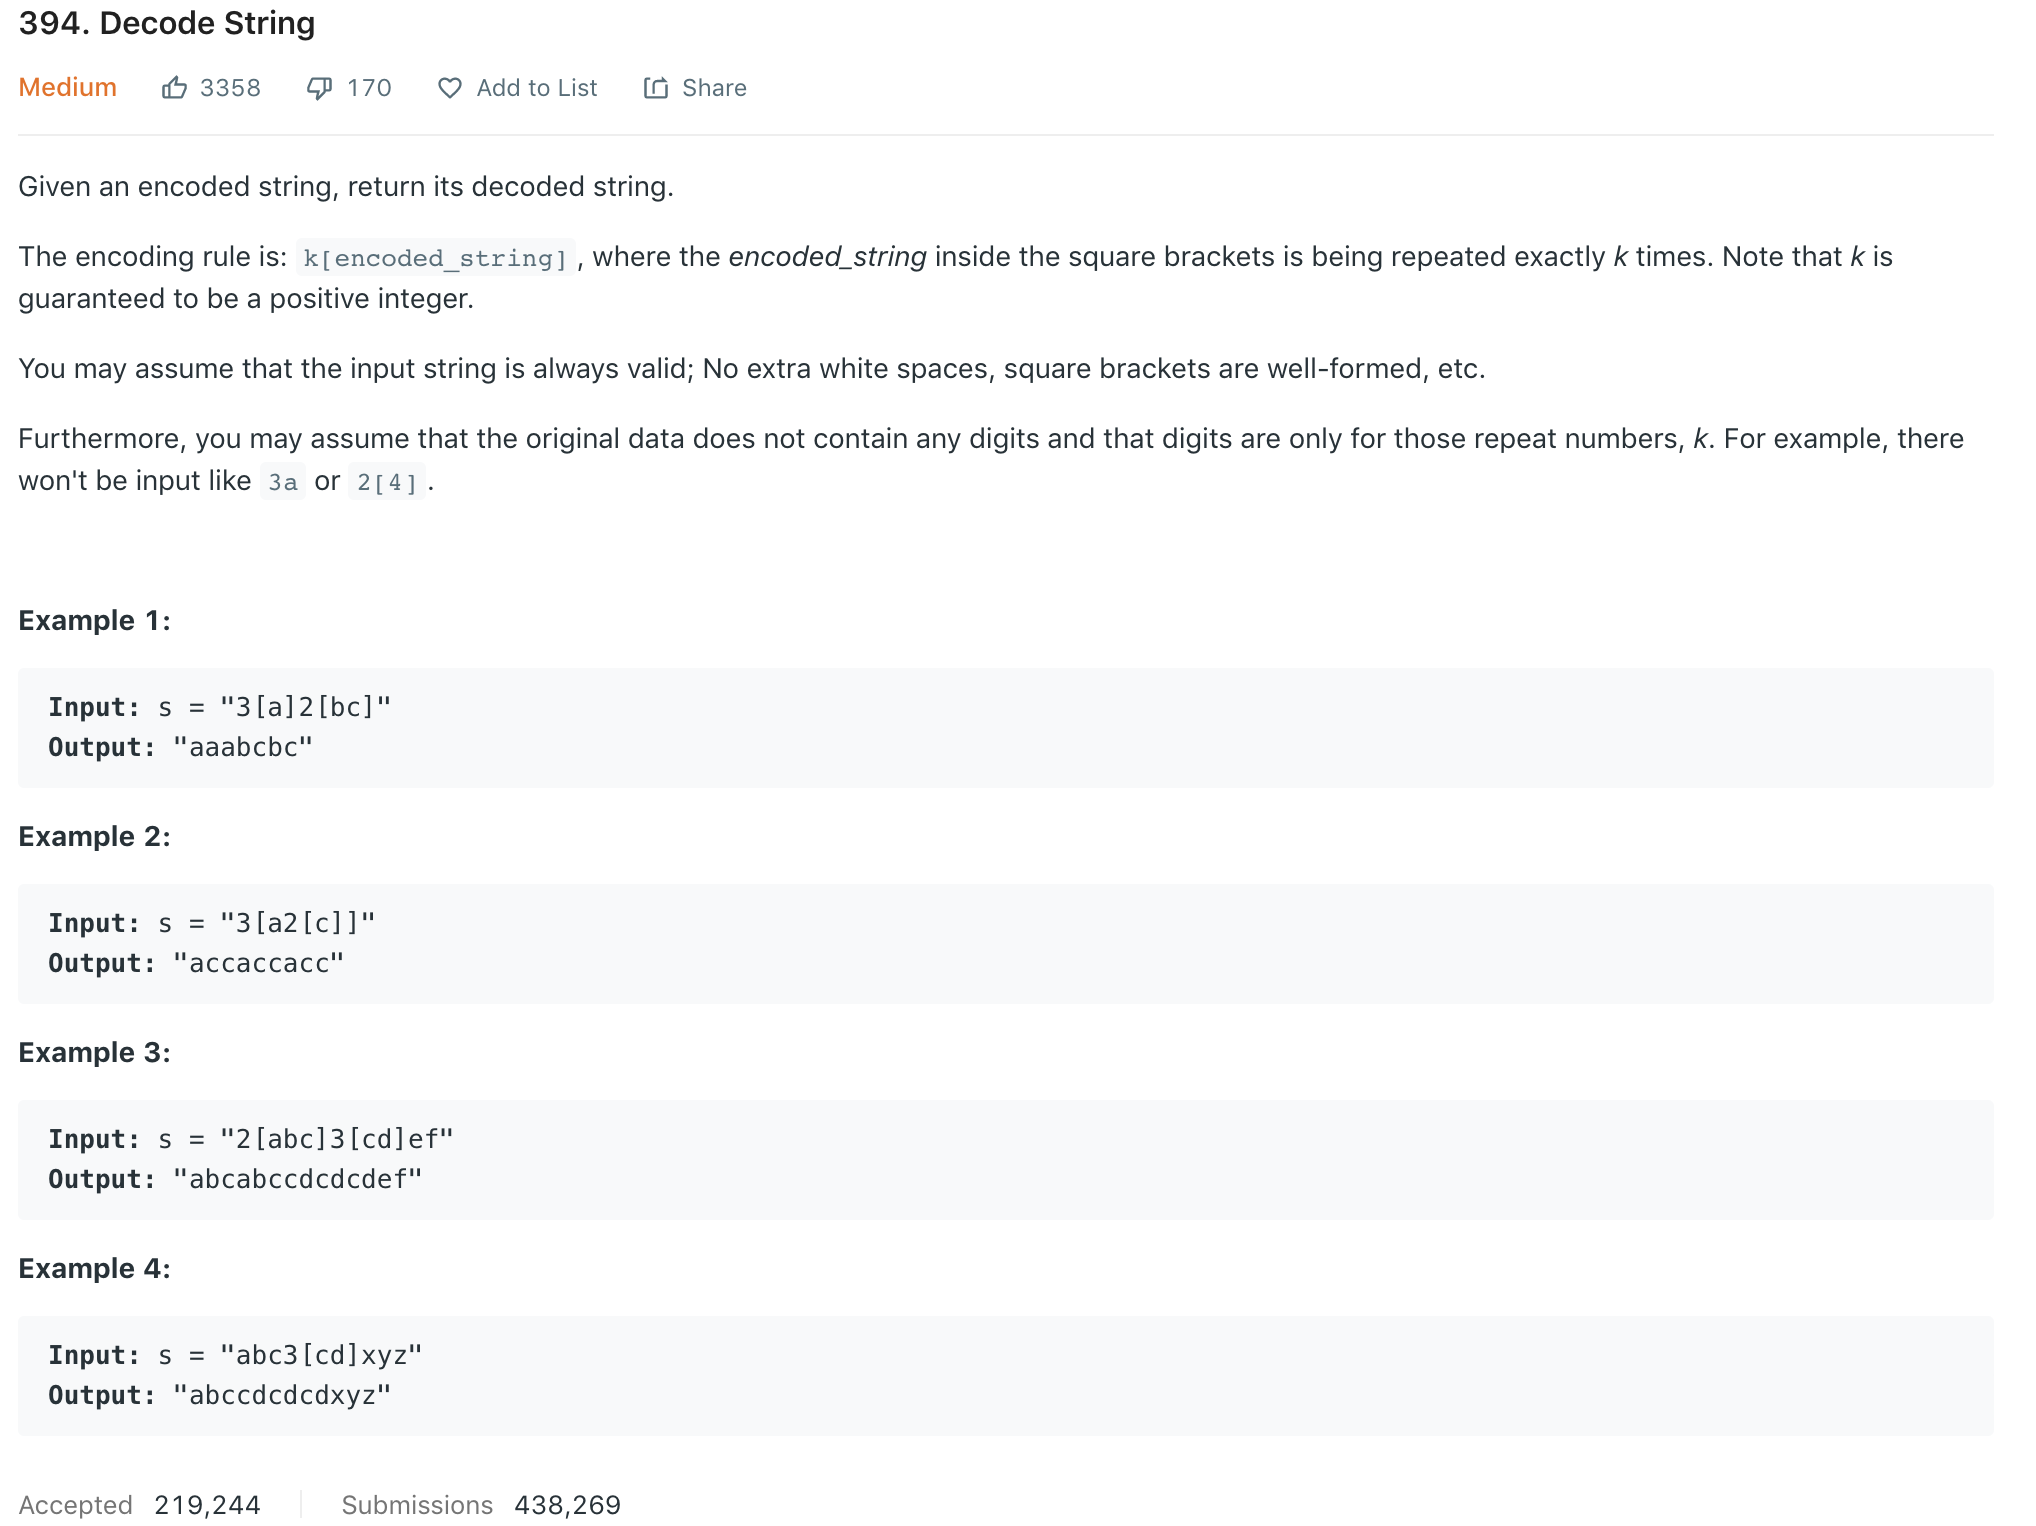 394. Decode String
Medium 3358 170 Add to List Share
Given an encoded string, return its decoded string.
The encoding rule is: k[encoded_string], where the encoded_string inside the square brackets is being repeated exactly k times. Note that k is
guaranteed to be a positive integer.
You may assume that the input string is always valid; No extra white spaces, square brackets are well-formed, etc.
Furthermore, you may assume that the original data does not contain any digits and that digits are only for those repeat numbers, k. For example, there
won't be input like 3a or 2[4].
Example 1:
Input: s = "3[a]2[bc]"
Output: "aaabcbc"
Example 2:
Input: s = "3[a2[c]]"
Output: "accaccacc"
Example 3:
Input: s = "2[abc]3[cd]ef"
Output: "abcabccdcdcdef"
Example 4:
Input: s = "abc3[cd]xyz"
Output: "abccdcdcdxyz"
Accepted 219,244 Submissions 438,269